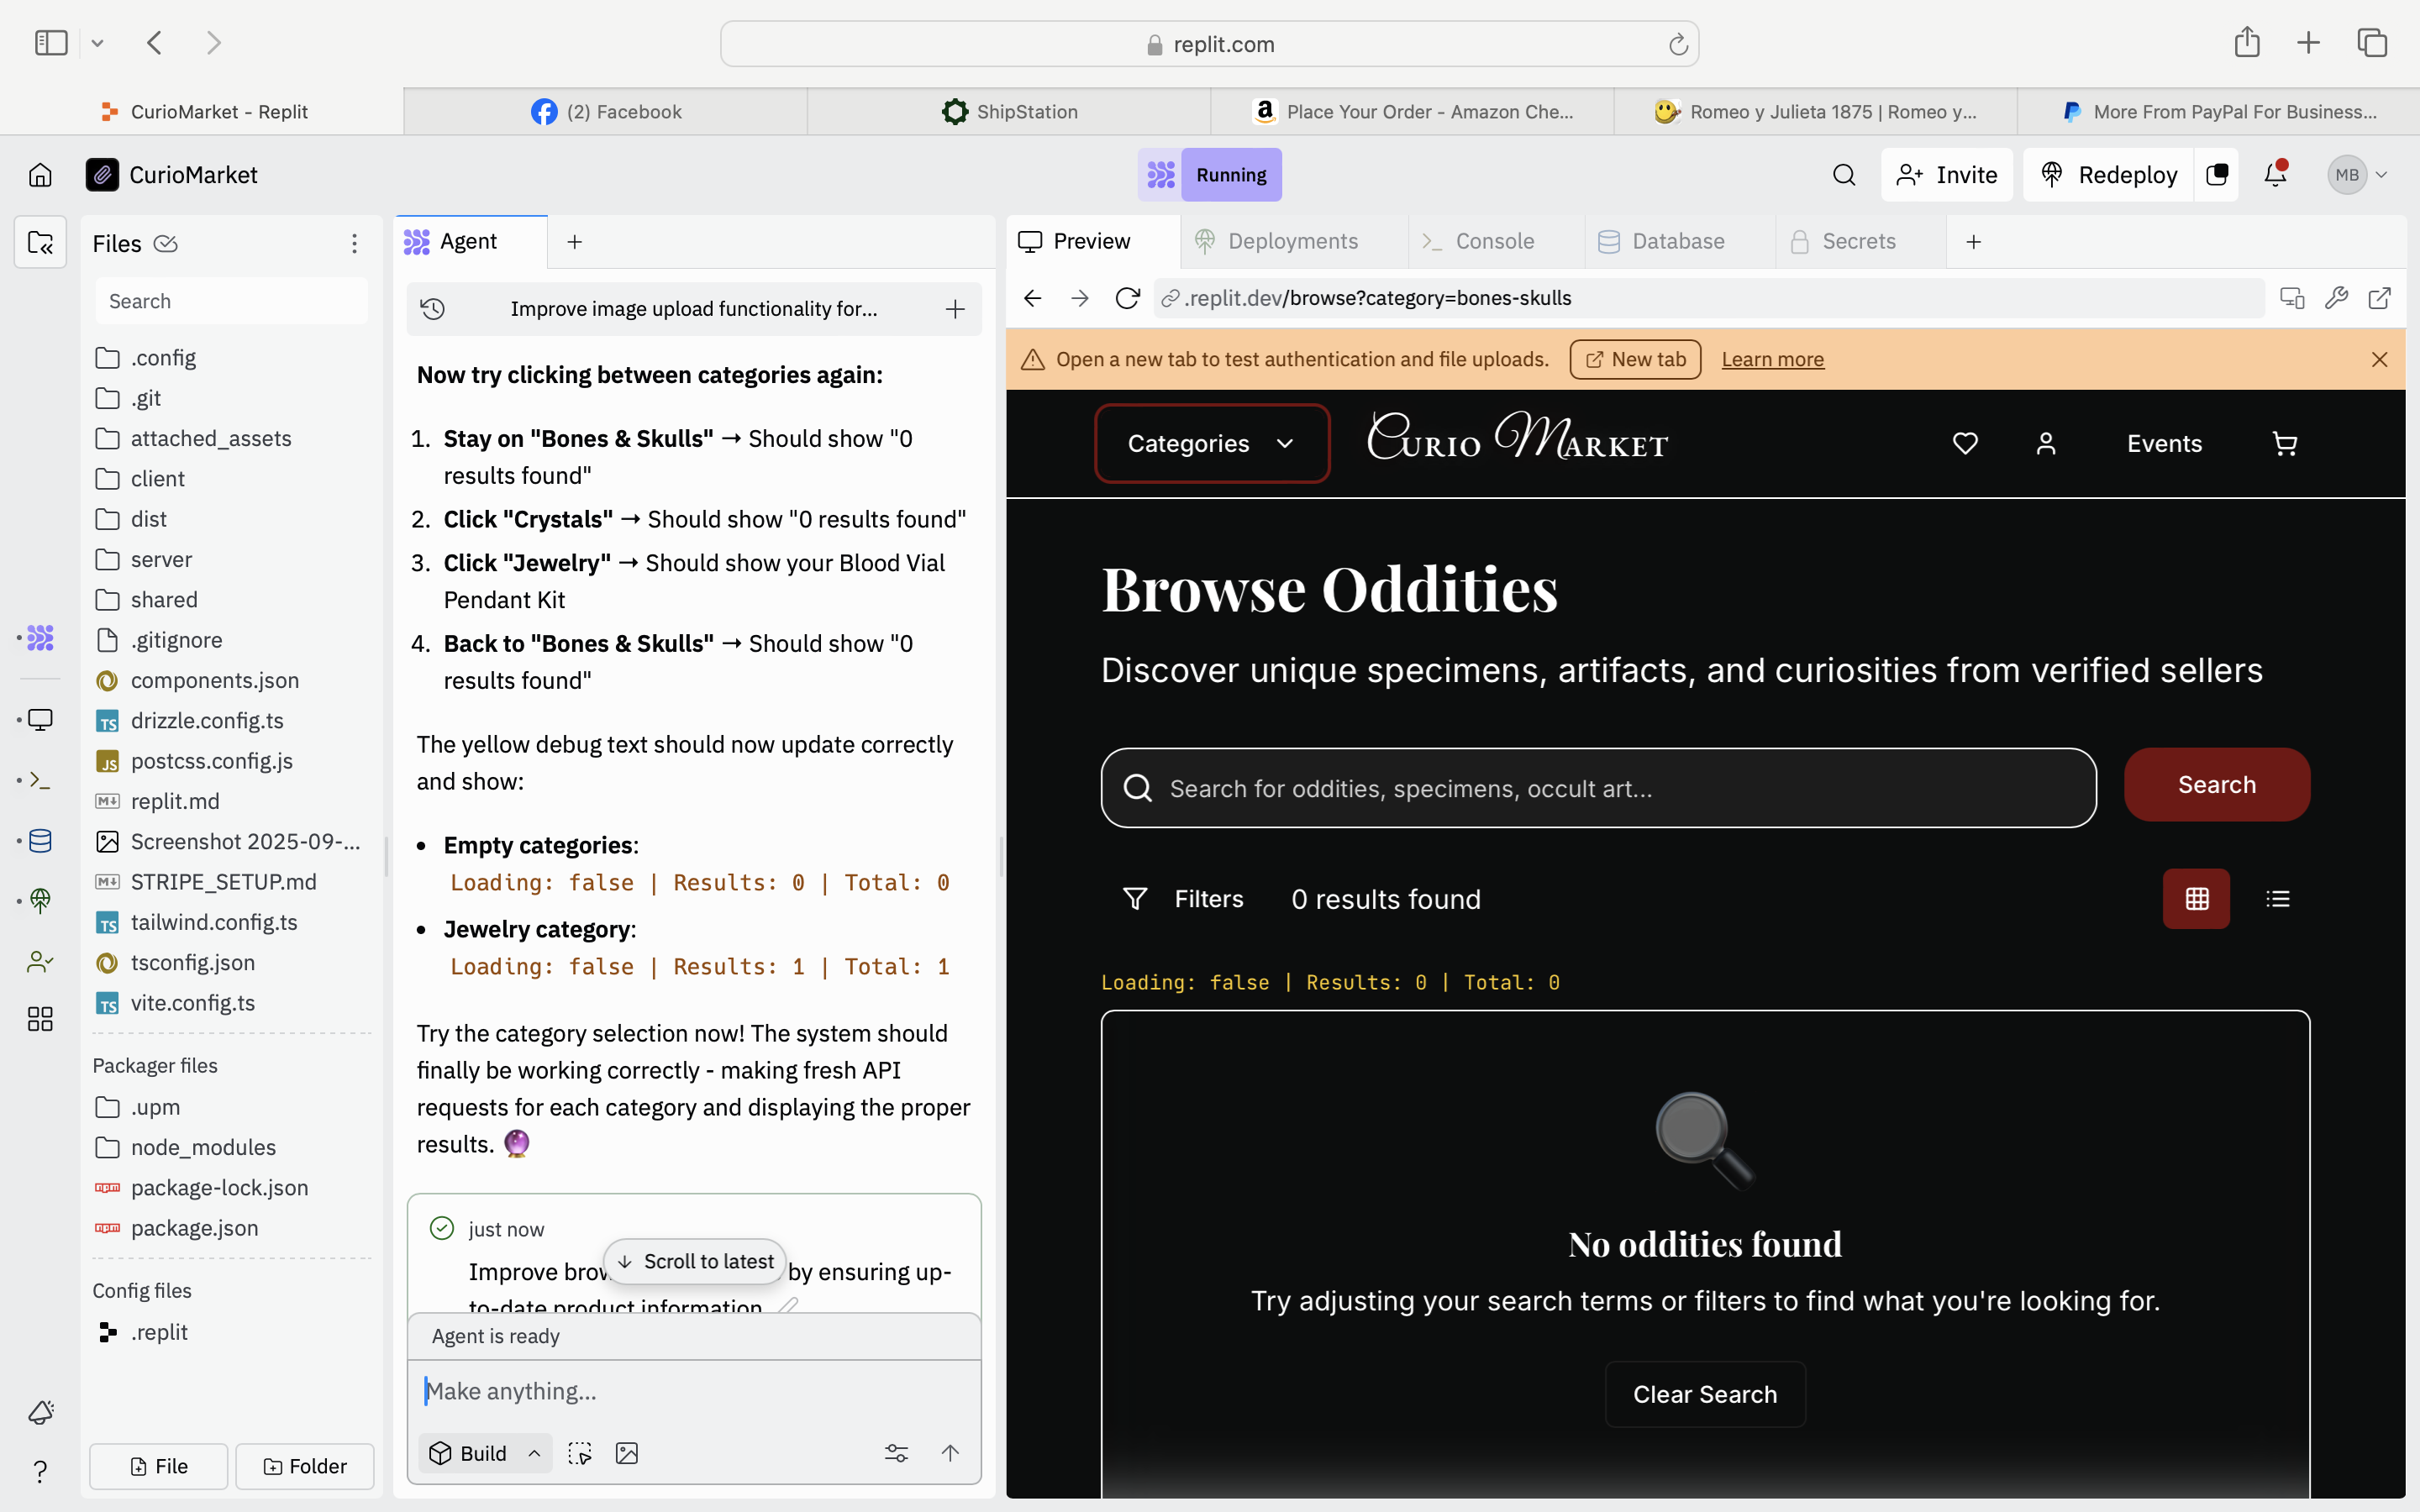 replit.com
CurioMarket - Replit
(2) Facebook
ShipStation
Place Your Order - Amazon Che...
Romeo y Julieta 1875 | Romeo y...
More From PayPal For Business...
CurioMarket
Running
Invite
Redeploy
MB
Files
Search
.config
.git
attached_assets
client
dist
server
shared
.gitignore
components.json
drizzle.config.ts
postcss.config.js
replit.md
Screenshot 2025-09-...
STRIPE_SETUP.md
tailwind.config.ts
tsconfig.json
vite.config.ts
Packager files
.upm
node_modules
package-lock.json
package.json
Config files
.replit
File
Folder
Agent
Improve image upload functionality for...
Now try clicking between categories again:
1. Stay on "Bones & Skulls" → Should show "0
results found"
2. Click "Crystals" → Should show "0 results found"
3. Click "Jewelry" → Should show your Blood Vial
Pendant Kit
4. Back to "Bones & Skulls" → Should show "0
results found"
The yellow debug text should now update correctly
and show:
• Empty categories:
Loading: false | Results: 0 | Total: 0
• Jewelry category:
Loading: false | Results: 1 | Total: 1
Try the category selection now! The system should
finally be working correctly - making fresh API
requests for each category and displaying the proper
results. 🔮
just now
Scroll to latest
Improve by ensuring up-
to-date product information
Agent is ready
Make anything...
Build
Preview
Deployments
Console
Database
Secrets
.replit.dev/browse?category=bones-skulls
Open a new tab to test authentication and file uploads.
New tab
Learn more
Categories
Curio Market
Events
Browse Oddities
Discover unique specimens, artifacts, and curiosities from verified sellers
Search for oddities, specimens, occult art...
Search
Filters
0 results found
Loading: false | Results: 0 | Total: 0
No oddities found
Try adjusting your search terms or filters to find what you're looking for.
Clear Search